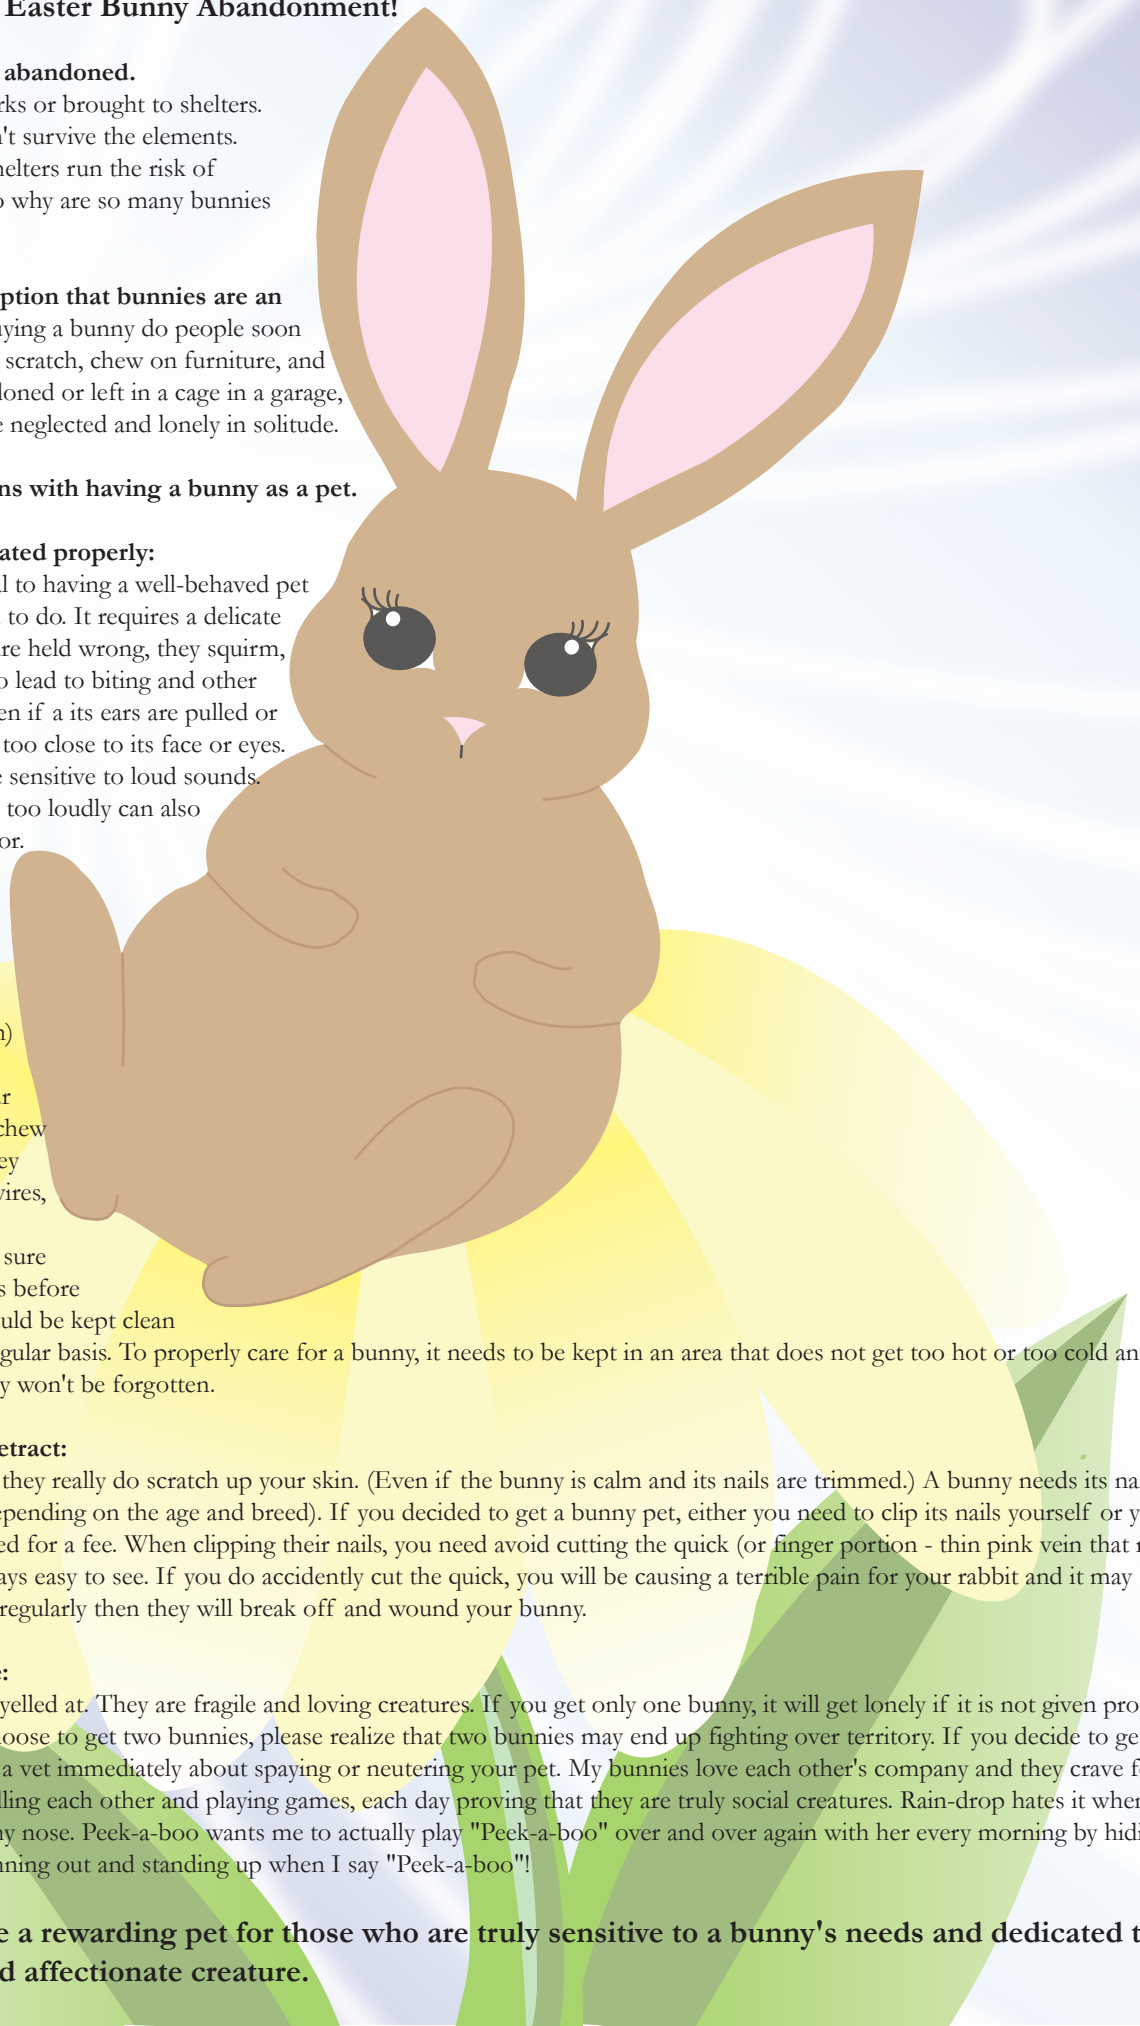 Easter Bunny Abandonment!
abandoned.
rks or brought to shelters.
n't survive the elements.
helters run the risk of
o why are so many bunnies
ption that bunnies are an
uying a bunny do people soon
scratch, chew on furniture, and
loned or left in a cage in a garage,
e neglected and lonely in solitude.
ns with having a bunny as a pet.
ated properly:
al to having a well-behaved pet
to do. It requires a delicate
are held wrong, they squirm,
o lead to biting and other
en if a its ears are pulled or
too close to its face or eyes.
e sensitive to loud sounds.
too loudly can also
or.
n)
ur
chew
ey
vires,
sure
s before
uld be kept clean
gular basis. To properly care for a bunny, it needs to be kept in an area that does not get too hot or too cold an
y won't be forgotten.
etract:
they really do scratch up your skin. (Even if the bunny is calm and its nails are trimmed.) A bunny needs its na
epending on the age and breed). If you decided to get a bunny pet, either you need to clip its nails yourself or y
ed for a fee. When clipping their nails, you need avoid cutting the quick (or finger portion - thin pink vein that r
ays easy to see. If you do accidently cut the quick, you will be causing a terrible pain for your rabbit and it may
regularly then they will break off and wound your bunny.
e:
yelled at. They are fragile and loving creatures. If you get only one bunny, it will get lonely if it is not given pro
oose to get two bunnies, please realize that two bunnies may end up fighting over territory. If you decide to ge
a vet immediately about spaying or neutering your pet. My bunnies love each other's company and they crave f
lling each other and playing games, each day proving that they are truly social creatures. Rain-drop hates it when
ny nose. Peek-a-boo wants me to actually play "Peek-a-boo" over and over again with her every morning by hidi
nning out and standing up when I say "Peek-a-boo"!
e a rewarding pet for those who are truly sensitive to a bunny's needs and dedicated t
d affectionate creature.